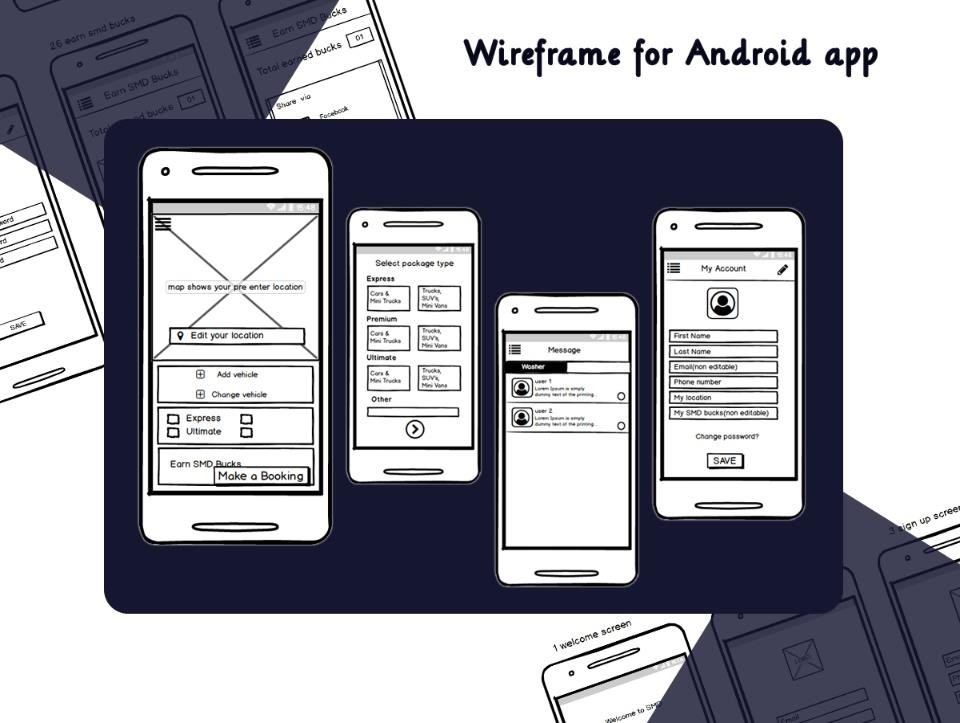 Wireframe for Android app
26 earn smd bucks
Earn SMD Bucks
Total earned bucks
01
Earn SMD Bucks
Total earned bucks
01
Share via
Facebook
SAVE
map shows your pre enter location
Edit your location
Add vehicle
Change vehicle
Express
Ultimate
Earn SMD Bucks
Make a Booking
Select package type
Express
Cars &
Mini Trucks
Trucks,
SUV's,
Mini Vans
Premium
Cars &
Mini Trucks
Trucks,
SUV's,
Mini Vans
Ultimate
Cars &
Mini Trucks
Trucks,
SUV's,
Mini Vans
Other
Message
Washer
user 1
Lorem Ipsum is simply
dummy text of the printing..
user 2
Lorem Ipsum is simply
dummy text of the printing..
My Account
First Name
Last Name
Email(non editable)
Phone number
My location
My SMD bucks(non editable)
Change password?
SAVE
3 sign up screen
1 welcome screen
Welcome to SMD
Email